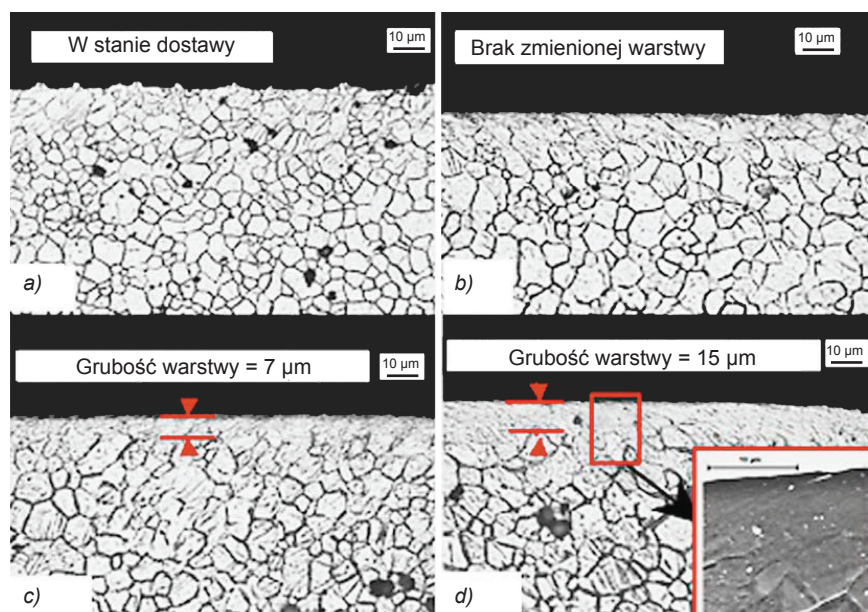 W stanie dostawy
10 µm
a)
Brak zmienionej warstwy
10 µm
b)
Grubość warstwy = 7 µm
10 µm
c)
Grubość warstwy = 15 µm
10 µm
d)